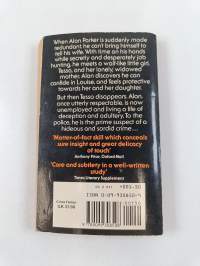 When Alan Parker is suddenly made
redundant he can't bring himself to
tell his wife. With time on his hands
while secretly and desperately job
hunting, he meets a waif-like little girl,
Tessa, and her lonely, widowed
mother. Alan discovers he can
confide in Louise, and feels protective
towards her and her daughter.
But then Tessa disappears. Alan,
once utterly respectable, is now
unemployed and living a life of
deception and adultery. To the
police, he is the prime suspect of a
hideous and sordid crime...
'Matter-of-fact skill which conceals
sure insight and great delicacy
of touch'
Anthony Price, Oxford Mail
'Care and subtlety in a well-written
study'
Times Literary Supplement
Crime Fiction
U.K. £1.50